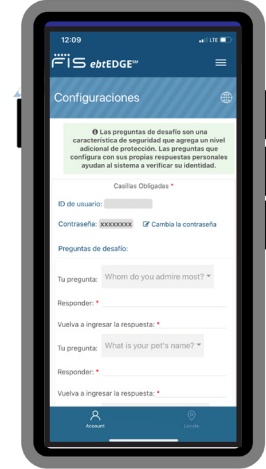 12:09
LTE
FIS ebtEDGE℠
Configuraciones
Las preguntas de desafío son una
característica de seguridad que agrega un nivel
adicional de protección. Las preguntas que
configura con sus propias respuestas personales
ayudan al sistema a verificar su identidad.
Casillas Obligadas *
ID de usuario:
Contraseña: xxxxxxxx Cambia la contraseña
Preguntas de desafío:
Tu pregunta: Whom do you admire most?
Responder: *
Vuelva a ingresar la respuesta: *
Tu pregunta: What is your pet's name?
Responder: *
Vuelva a ingresar la respuesta: *
Account Locate